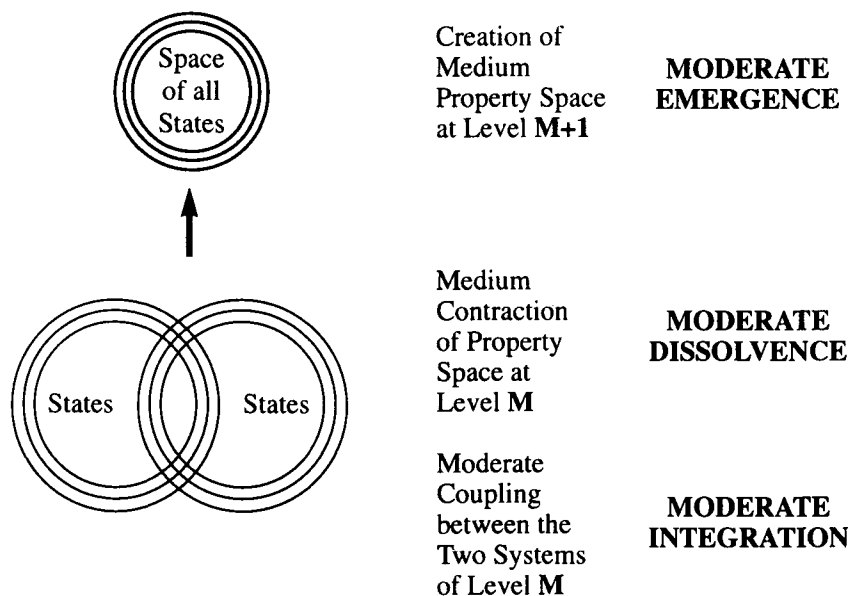 Space
of all
States
Creation of
Medium
Property Space
at Level M+1
MODERATE
EMERGENCE
States
States
Medium
Contraction
of Property
Space at
Level M
MODERATE
DISSOLVENCE
Moderate
Coupling
between the
Two Systems
of Level M
MODERATE
INTEGRATION